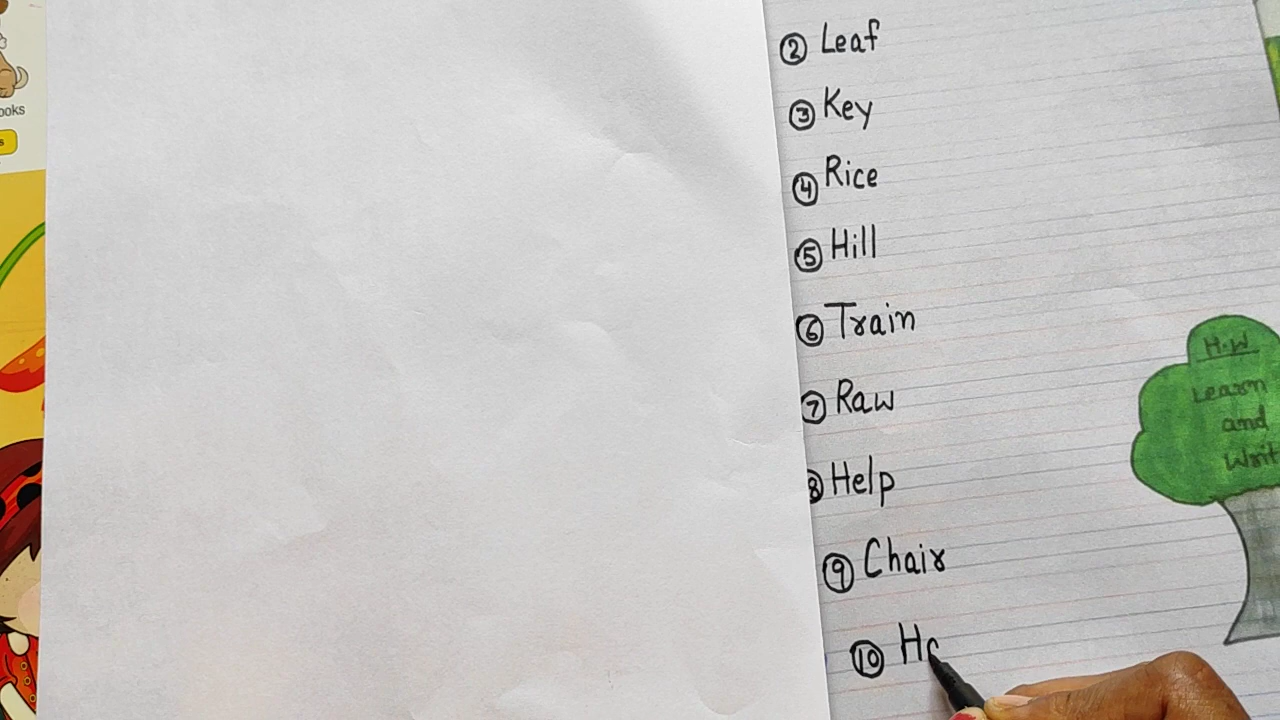 ooks
s
② Leaf
③ Key
④ Rice
⑤ Hill
⑥ Train
⑦ Raw
⑧ Help
⑨ Chair
⑩ H
H.W
Learn
and
Writ